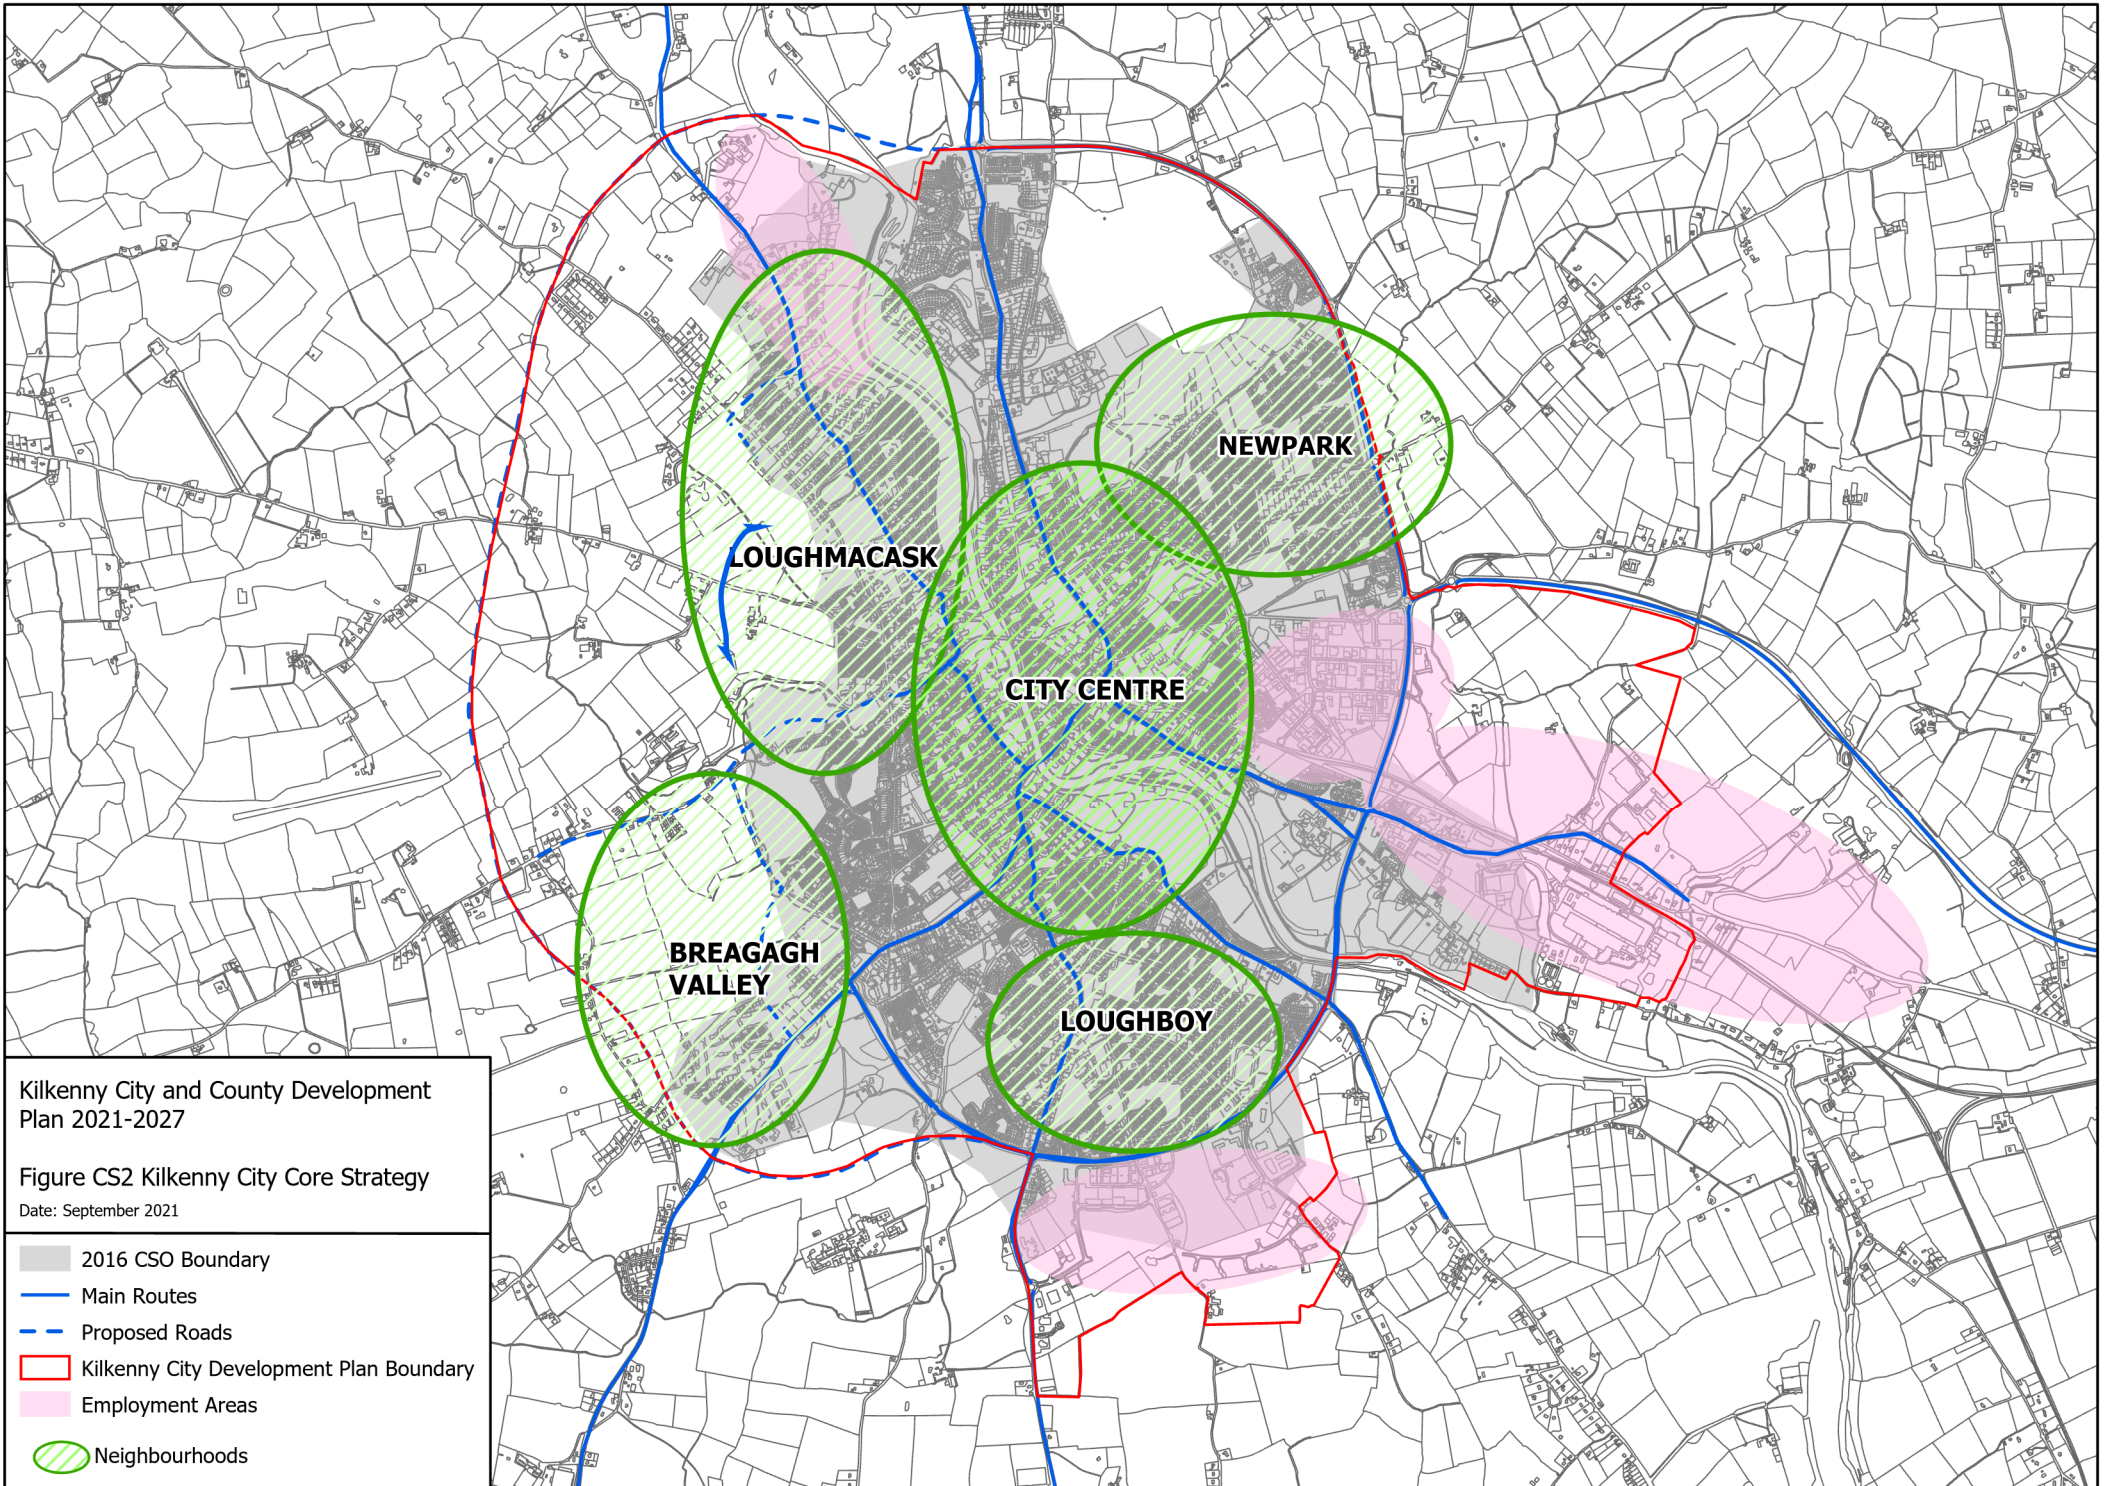 NEWPARK
LOUGHMACASK
CITY CENTRE
BREAGAGH
VALLEY
LOUGHBOY
Kilkenny City and County Development
Plan 2021-2027
Figure CS2 Kilkenny City Core Strategy
Date: September 2021
2016 CSO Boundary
Main Routes
Proposed Roads
Kilkenny City Development Plan Boundary
Employment Areas
Neighbourhoods